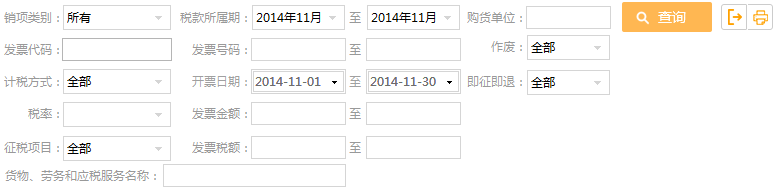 销项类别： 所有 税款所属期： 2014年11月 至 2014年11月 购货单位： 查询
发票代码： 发票号码： 至 作废： 全部
计税方式： 全部 开票日期： 2014-11-01 至 2014-11-30 即征即退： 全部
税率： 发票金额： 至
征税项目： 全部 发票税额： 至
货物、劳务和应税服务名称：